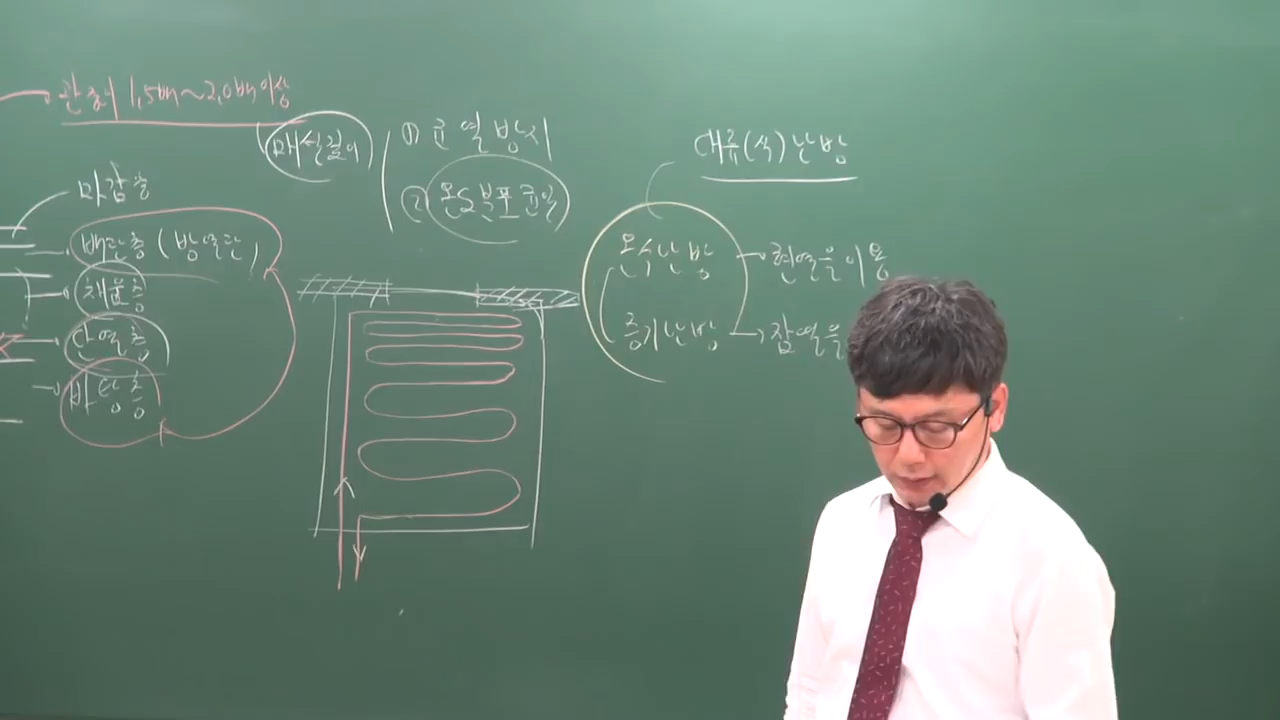 관경의 1.5배~2.0배 이상
매설깊이
① 균열방지
② 온도분포 균일
마감층
배관층 (방열관)
채움층
단열층
바탕층
대류(식)난방
온수난방 → 현열을 이용
증기난방 → 잠열을